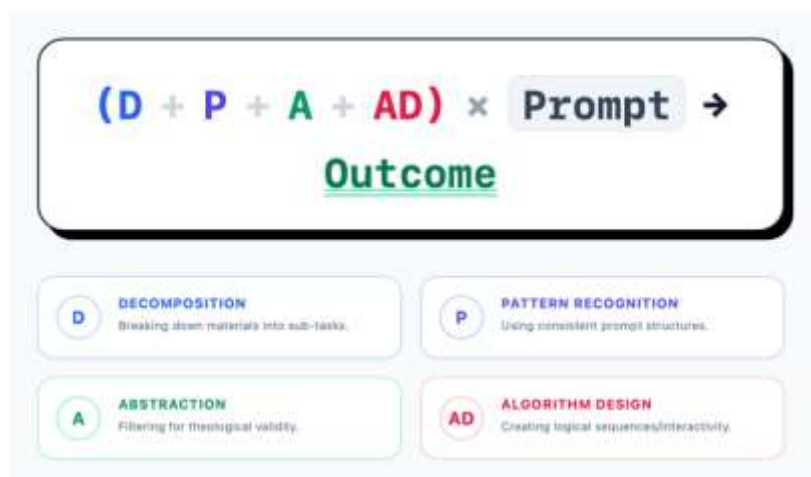 (D + P + A + AD) × Prompt →
Outcome
D
DECOMPOSITION
Breaking down materials into sub-tasks.
P
PATTERN RECOGNITION
Using consistent prompt structures.
A
ABSTRACTION
Filtering for theological validity.
AD
ALGORITHM DESIGN
Creating logical sequences/interactivity.